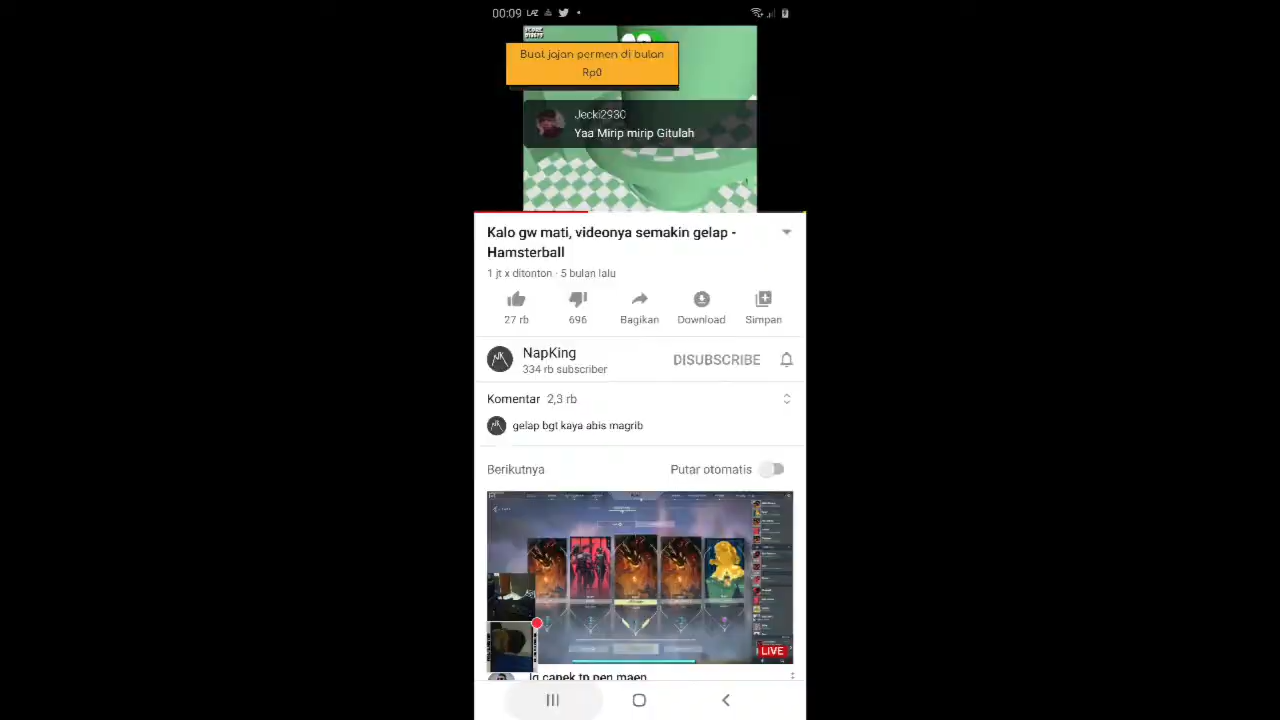 00:09
Buat jajan permen di bulan
Rp0
Jecki2930
Yaa Mirip mirip Gitulah
Kalo gw mati, videonya semakin gelap -
Hamsterball
1 jt x ditonton · 5 bulan lalu
27 rb
696
Bagikan
Download
Simpan
NapKing
334 rb subscriber
DISUBSCRIBE
Komentar 2,3 rb
gelap bgt kaya abis magrib
Berikutnya
Putar otomatis
LIVE
lg capek tp pen maen